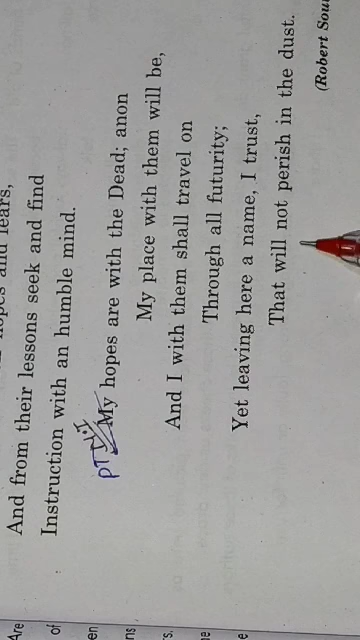 And from their lessons seek and find
Instruction with an humble mind.
My hopes are with the Dead; anon
My place with them will be,
And I with them shall travel on
Through all futurity;
Yet leaving here a name, I trust,
That will not perish in the dust.
(Robert
Are
of